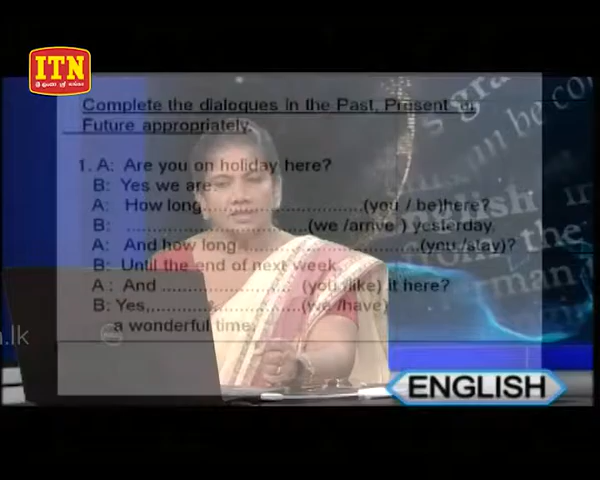 ITN
Complete the dialogues in the Past, Present or
Future appropriately.
1. A: Are you on holiday here?
B: Yes we are.
A: How long..............................(you / be)here?
B: ..............................(we /arrive ) yesterday.
A: And how long..............................(you /stay)?
B: Until the end of next week.
A : And ........................ (you /like) it here?
B: Yes,................(we /have)
a wonderful time.
n.lk
ENGLISH